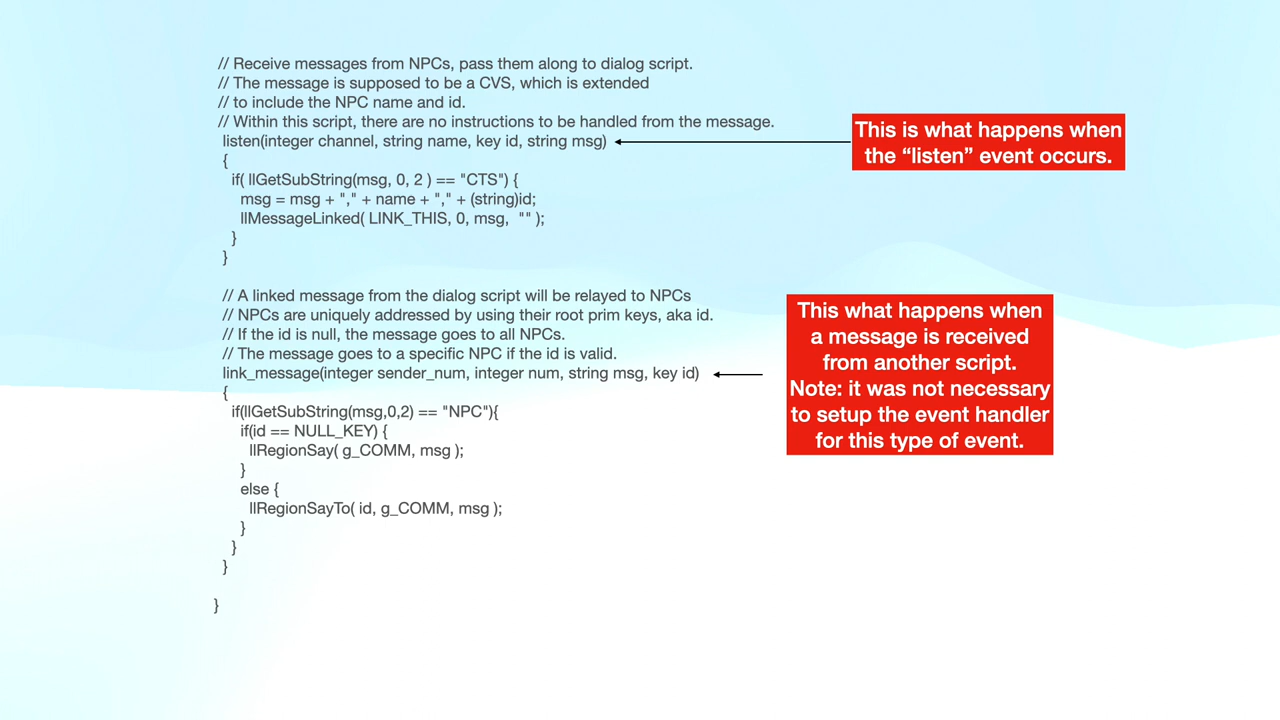 // Receive messages from NPCs, pass them along to dialog script.
// The message is supposed to be a CVS, which is extended
// to include the NPC name and id.
// Within this script, there are no instructions to be handled from the message.
listen(integer channel, string name, key id, string msg)
{
if( llGetSubString(msg, 0, 2 ) == "CTS") {
msg = msg + "," + name + "," + (string)id;
llMessageLinked( LINK_THIS, 0, msg, "" );
}
}
This is what happens when
the “listen” event occurs.
// A linked message from the dialog script will be relayed to NPCs
// NPCs are uniquely addressed by using their root prim keys, aka id.
// If the id is null, the message goes to all NPCs.
// The message goes to a specific NPC if the id is valid.
link_message(integer sender_num, integer num, string msg, key id)
{
if(llGetSubString(msg,0,2) == "NPC"){
if(id == NULL_KEY) {
llRegionSay( g_COMM, msg );
}
else {
llRegionSayTo( id, g_COMM, msg );
}
}
}
}
This what happens when
a message is received
from another script.
Note: it was not necessary
to setup the event handler
for this type of event.